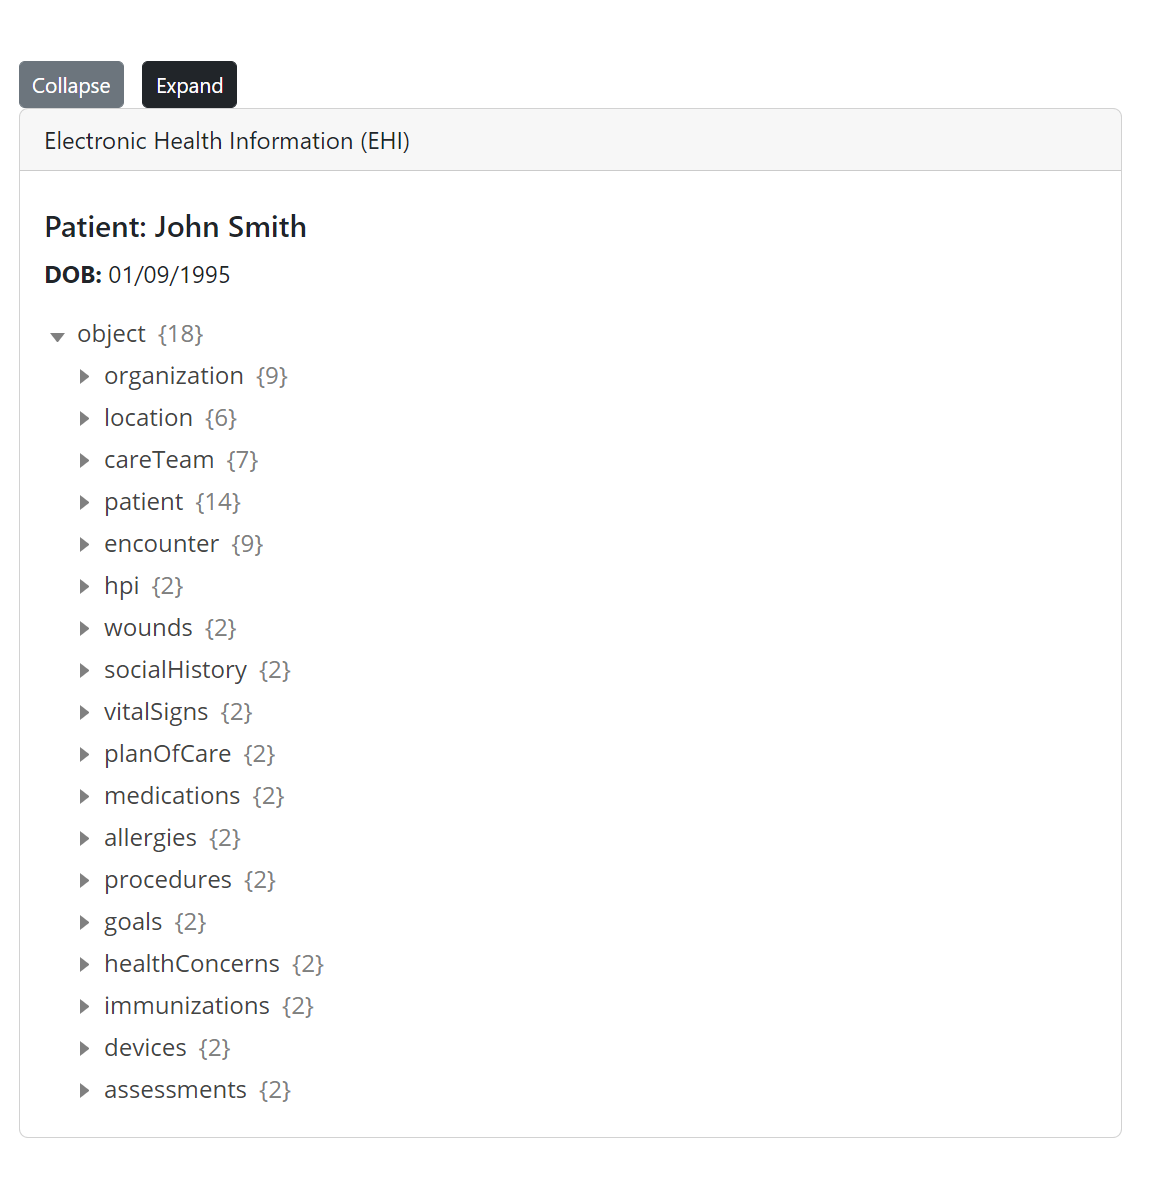 Collapse Expand
Electronic Health Information (EHI)
Patient: John Smith
DOB: 01/09/1995
object {18}
organization {9}
location {6}
careTeam {7}
patient {14}
encounter {9}
hpi {2}
wounds {2}
socialHistory {2}
vitalSigns {2}
planOfCare {2}
medications {2}
allergies {2}
procedures {2}
goals {2}
healthConcerns {2}
immunizations {2}
devices {2}
assessments {2}